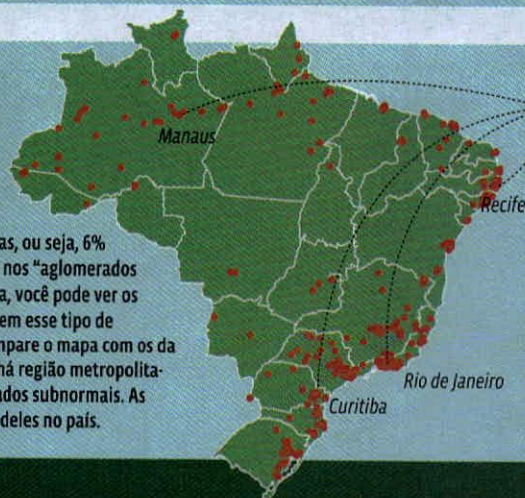 Manaus
Recife
as, ou seja, 6%
nos “aglomerados
a, você pode ver os
em esse tipo de
mpare o mapa com os da
há região metropolita-
ados subnormais. As
deles no país.
Rio de Janeiro
Curitiba